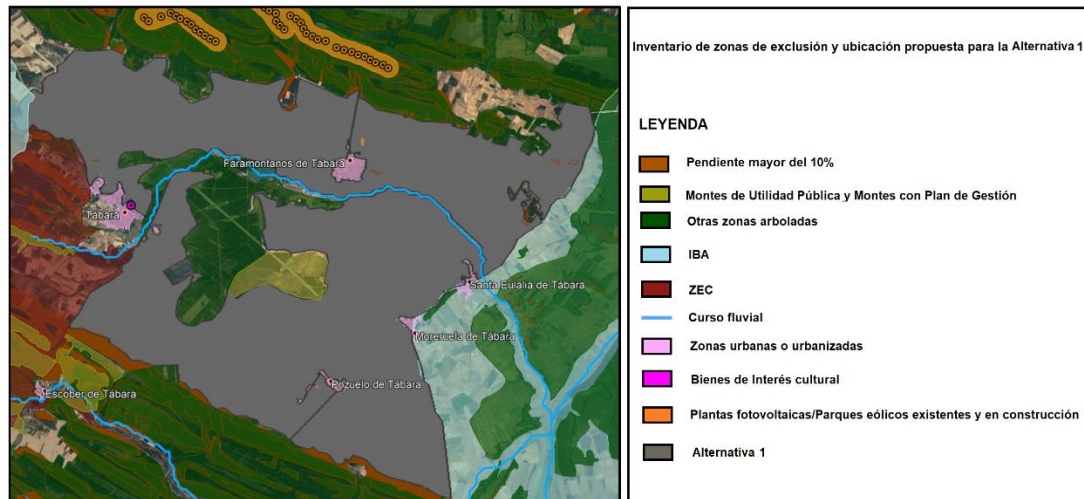 Inventario de zonas de exclusión y ubicación propuesta para la Alternativa 1
LEYENDA
Pendiente mayor del 10%
Montes de Utilidad Pública y Montes con Plan de Gestión
Otras zonas arboladas
IBA
ZEC
Curso fluvial
Zonas urbanas o urbanizadas
Bienes de Interés cultural
Plantas fotovoltaicas/Parques eólicos existentes y en construcción
Alternativa 1
Faramontanos de Tábara
Tábara
Santa Eulalia de Tábara
Moreruela de Tábara
Pozuelo de Tábara
Escober de Tábara